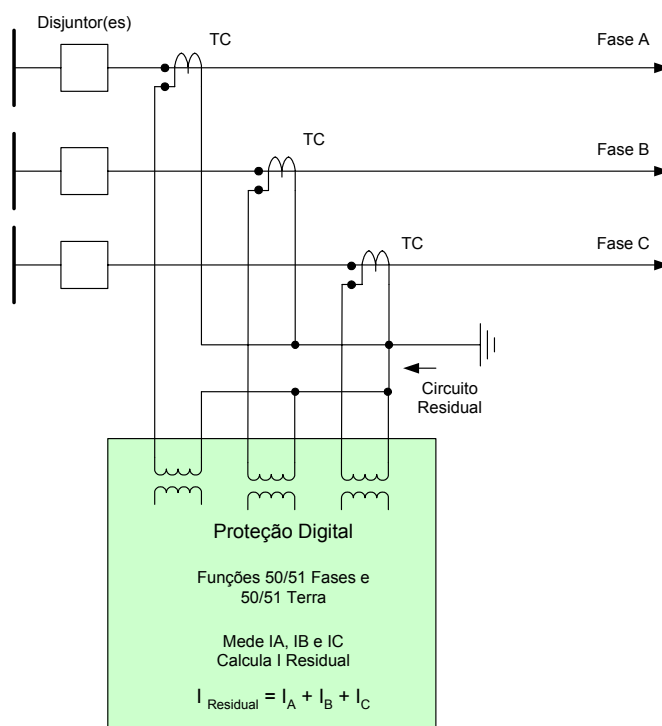 Disjuntor(es)
TC
Fase A
TC
Fase B
TC
Fase C
Circuito
Residual
Proteção Digital
Funções 50/51 Fases e
50/51 Terra
Mede IA, IB e IC
Calcula I Residual
I Residual = IA + IB + IC